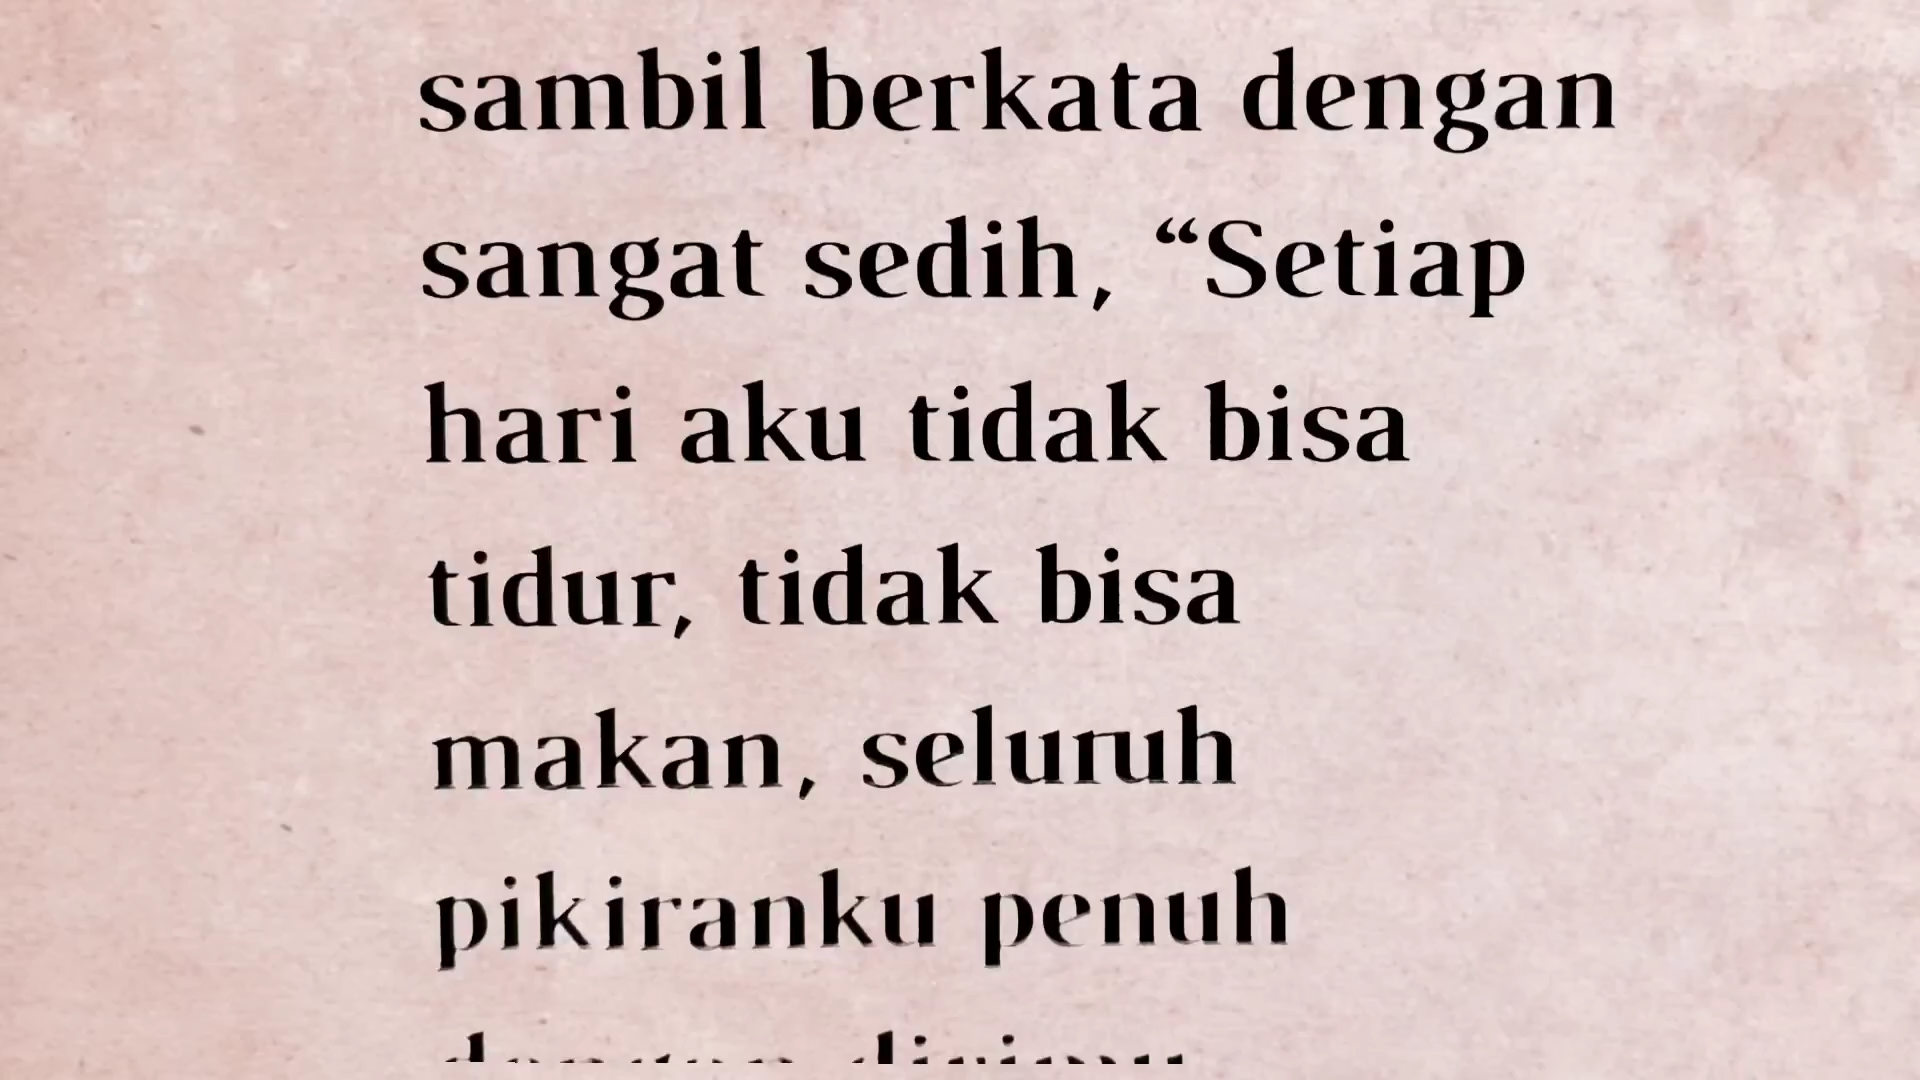 sambil berkata dengan
sangat sedih, “Setiap
hari aku tidak bisa
tidur, tidak bisa
makan, seluruh
pikiranku penuh